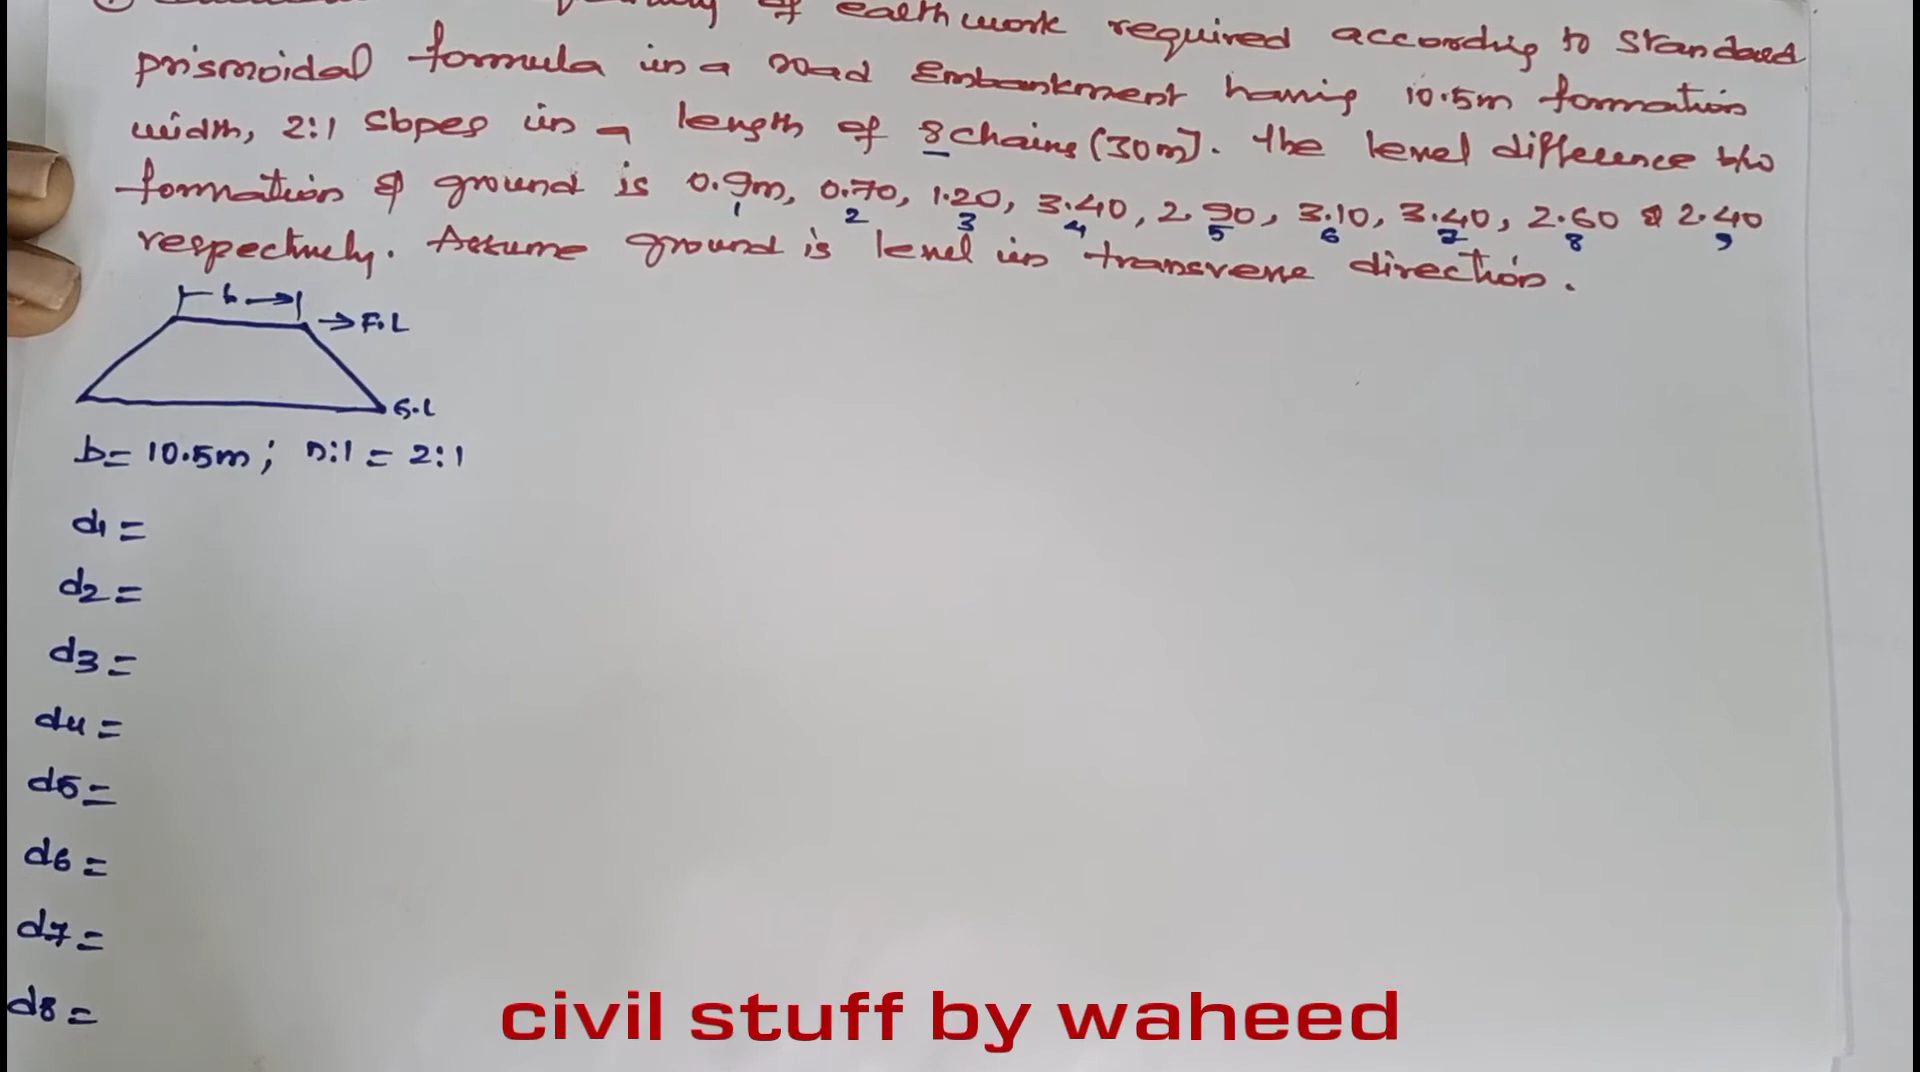 of earthwork required according to Standard
prismoidal formula in a road Embankment having 10.5m formation
width, 2:1 slopes in a length of 8 chains (30m). The level difference b/w
formation & ground is 0.9m, 0.70, 1.20, 3.40, 2.90, 3.10, 3.40, 2.60 & 2.40
1 2 3 4 5 6 7 8 9
respectively. Assume ground is level in transverse direction.
b
F.L
G.L
b= 10.5m; n:1 = 2:1
d1 =
d2 =
d3 =
d4 =
d5 =
d6 =
d7 =
d8 =
civil stuff by waheed